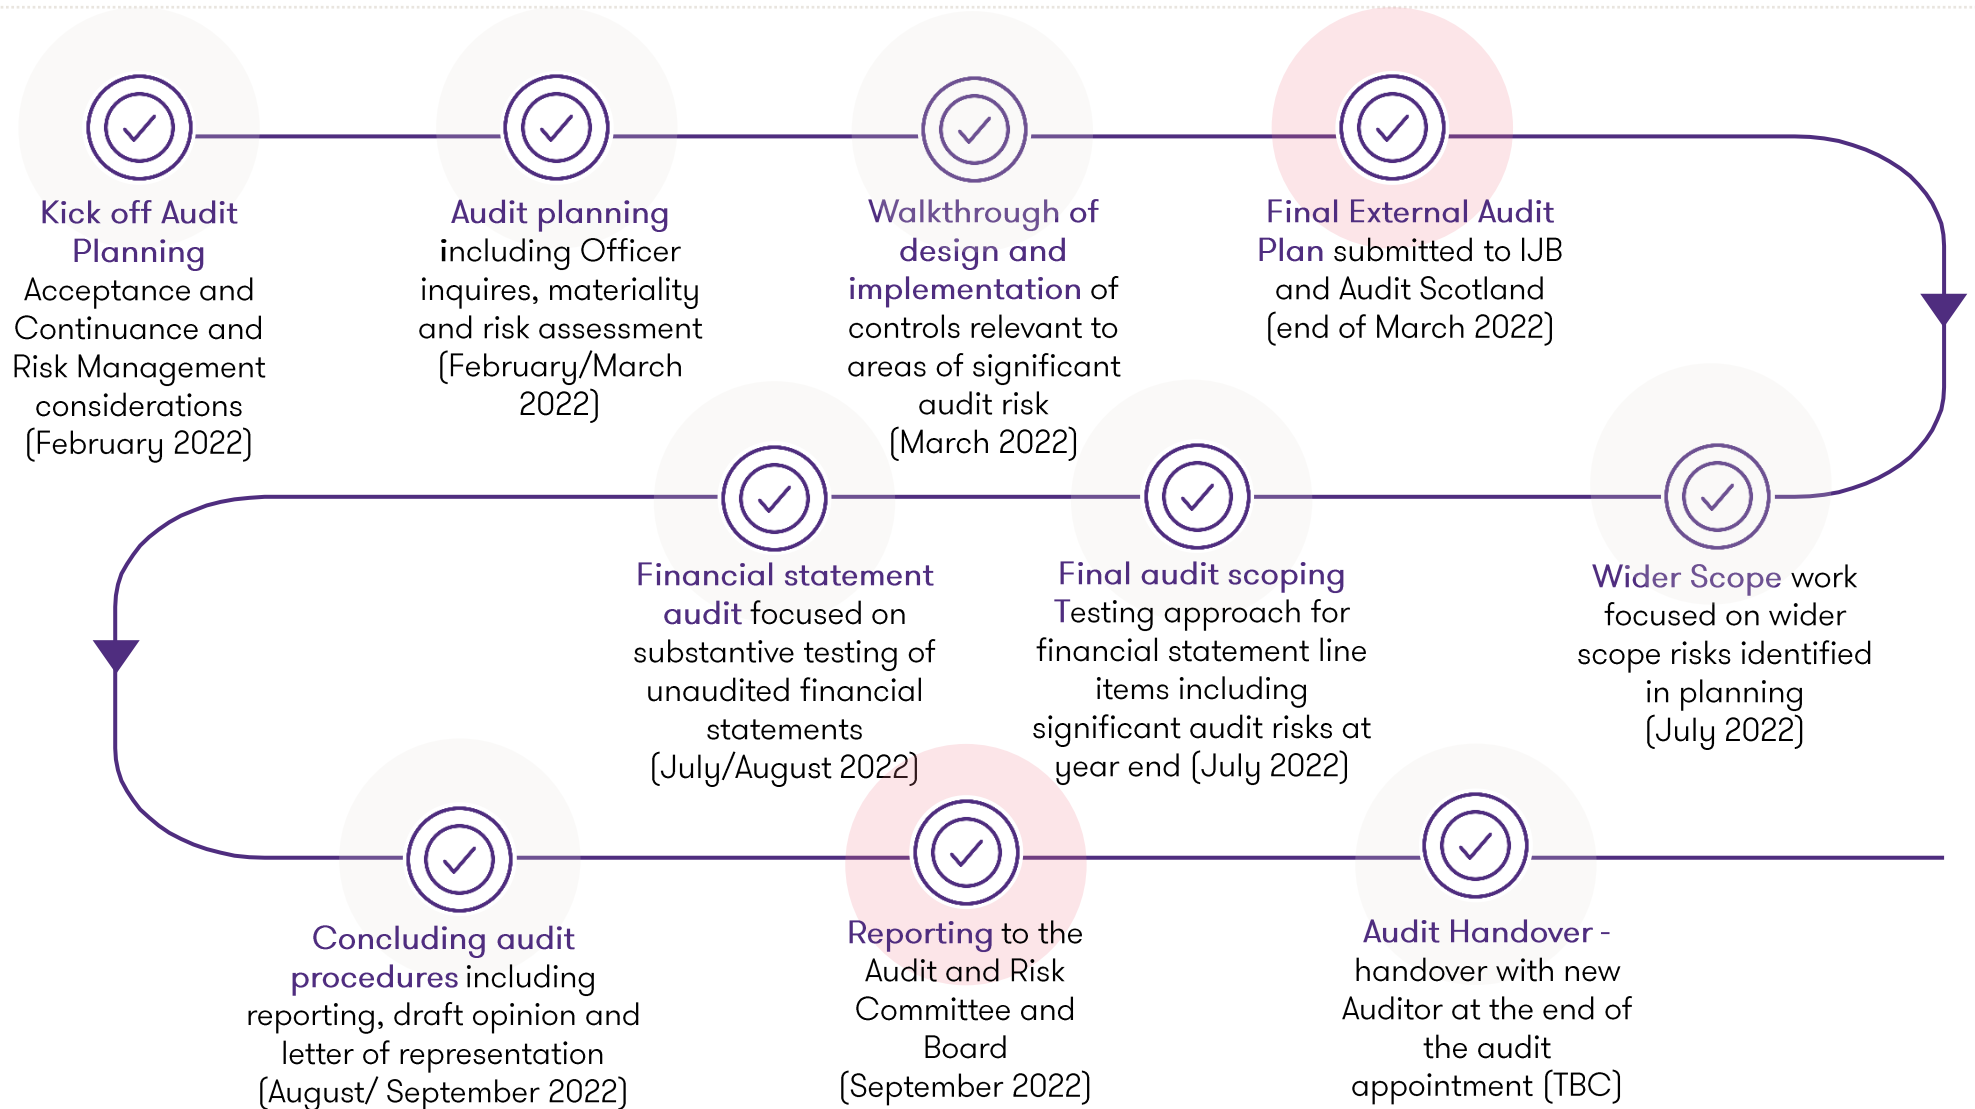 Kick off Audit
Planning
Acceptance and
Continuance and
Risk Management
considerations
(February 2022)
Audit planning
including Officer
inquires, materiality
and risk assessment
(February/March
2022)
Walkthrough of
design and
implementation of
controls relevant to
areas of significant
audit risk
(March 2022)
Final External Audit
Plan submitted to IJB
and Audit Scotland
(end of March 2022)
Wider Scope work
focused on wider
scope risks identified
in planning
(July 2022)
Final audit scoping
Testing approach for
financial statement line
items including
significant audit risks at
year end (July 2022)
Financial statement
audit focused on
substantive testing of
unaudited financial
statements
(July/August 2022)
Concluding audit
procedures including
reporting, draft opinion and
letter of representation
(August/ September 2022)
Reporting to the
Audit and Risk
Committee and
Board
(September 2022)
Audit Handover -
handover with new
Auditor at the end of
the audit
appointment (TBC)